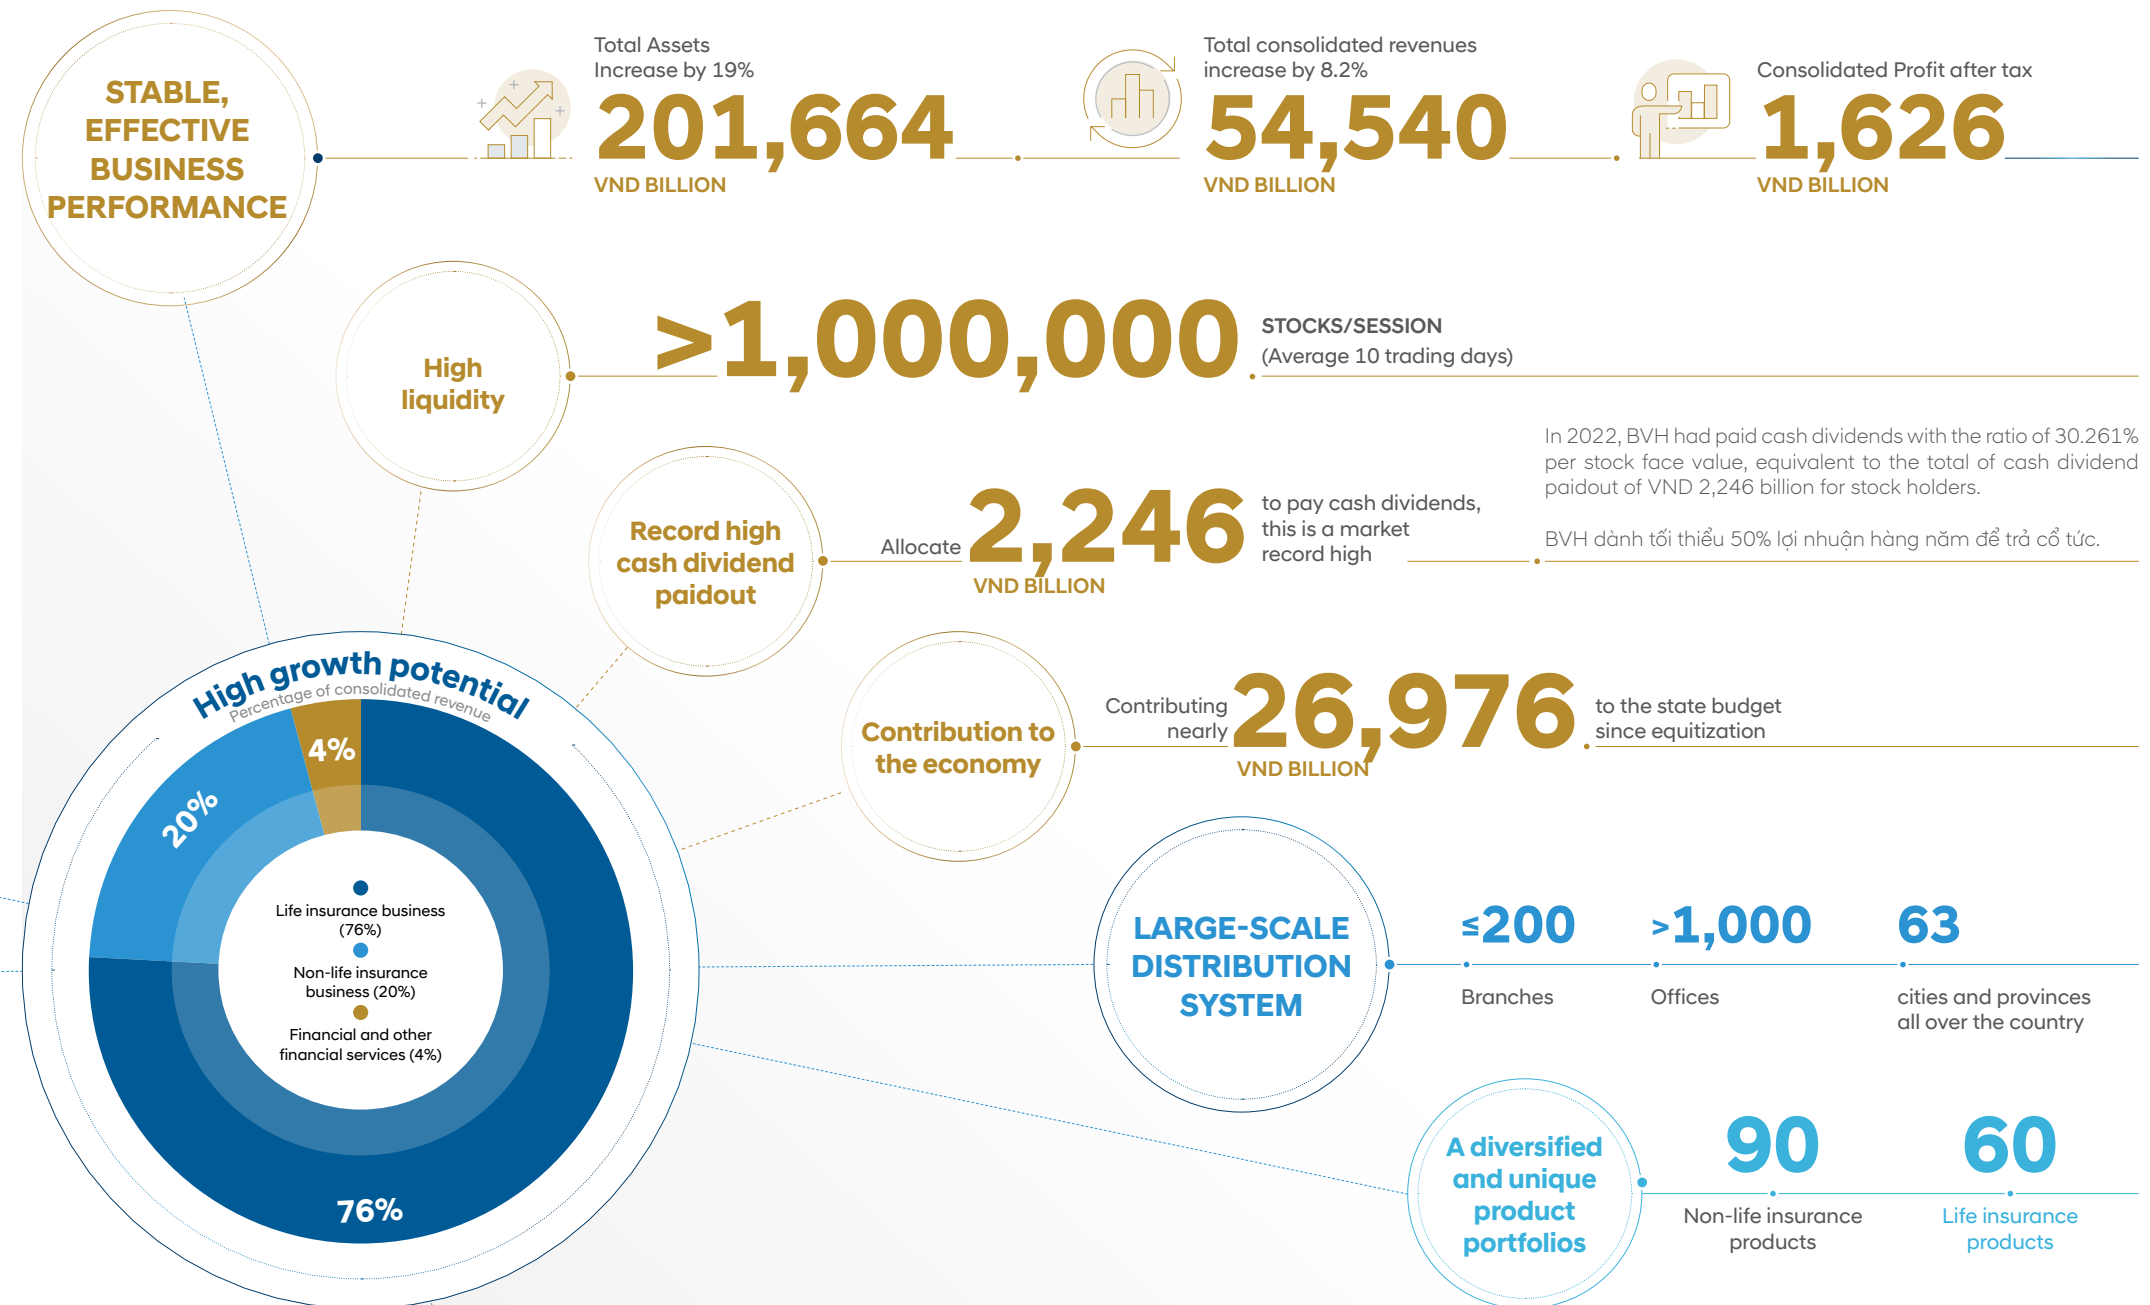 STABLE,
EFFECTIVE
BUSINESS
PERFORMANCE
Total Assets
Increase by 19%
201,664
VND BILLION
Total consolidated revenues
increase by 8.2%
54,540
VND BILLION
Consolidated Profit after tax
1,626
VND BILLION
High
liquidity
>1,000,000
STOCKS/SESSION
(Average 10 trading days)
Record high
cash dividend
paidout
Allocate
2,246
VND BILLION
to pay cash dividends,
this is a market
record high
In 2022, BVH had paid cash dividends with the ratio of 30.261%
per stock face value, equivalent to the total of cash dividend
paidout of VND 2,246 billion for stock holders.
BVH dành tối thiểu 50% lợi nhuận hàng năm để trả cổ tức.
Contribution to
the economy
Contributing
nearly
26,976
VND BILLION
to the state budget
since equitization
High growth potential
Percentage of consolidated revenue
4%
20%
76%
Life insurance business
(76%)
Non-life insurance
business (20%)
Financial and other
financial services (4%)
LARGE-SCALE
DISTRIBUTION
SYSTEM
≤200
Branches
>1,000
Offices
63
cities and provinces
all over the country
A diversified
and unique
product
portfolios
90
Non-life insurance
products
60
Life insurance
products